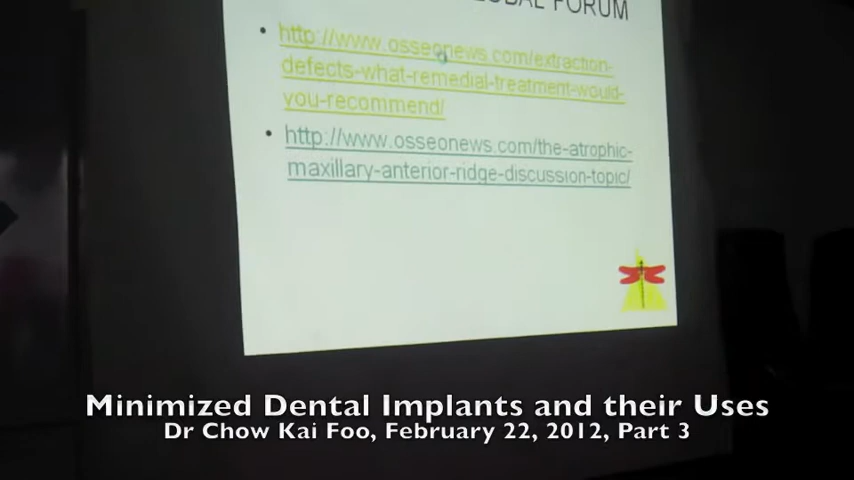 FORUM
• http://www.osseonews.com/extraction-
defects-what-remedial-treatment-would-
you-recommend/
• http://www.osseonews.com/the-atrophic-
maxillary-anterior-ridge-discussion-topic/
Minimized Dental Implants and their Uses
Dr Chow Kai Foo, February 22, 2012, Part 3